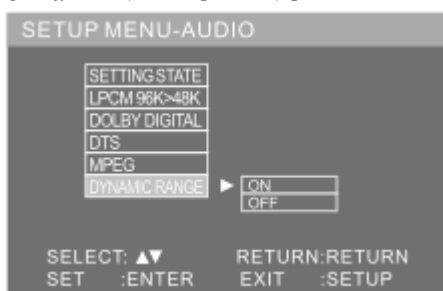 SETUP MENU-AUDIO
SETTING STATE
LPCM 96K>48K
DOLBY DIGITAL
DTS
MPEG
DYNAMIC RANGE ▶ ON
OFF
SELECT: ▲▼ RETURN:RETURN
SET :ENTER EXIT :SETUP